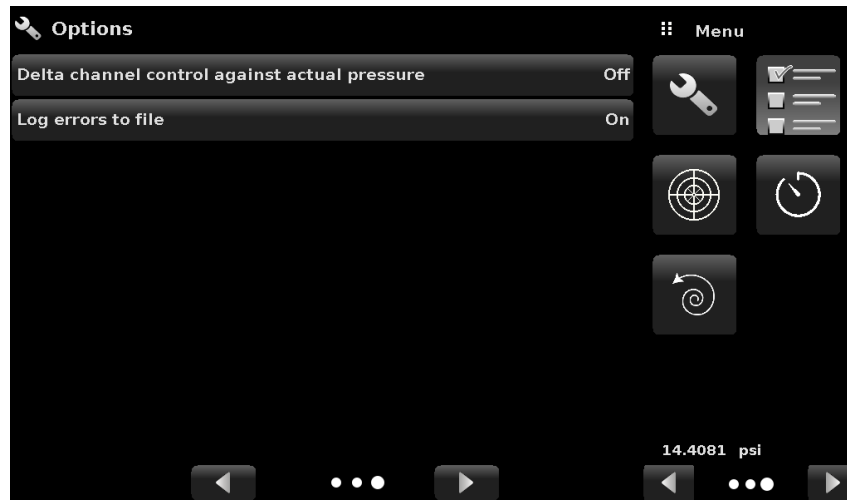 Options
Delta channel control against actual pressure Off
Log errors to file On
Menu
14.4081 psi